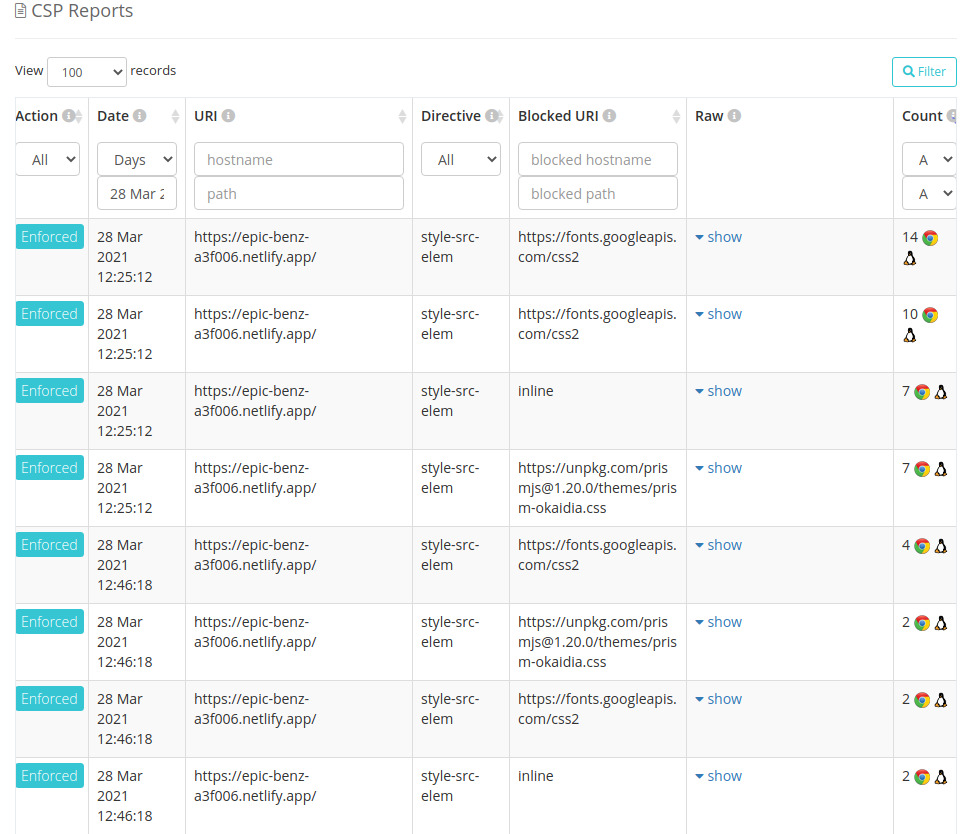 CSP Reports
View 100 records
Filter
Action Date URI Directive Blocked URI Raw Count
All Days hostname All blocked hostname A
28 Mar 2 path blocked path A
Enforced 28 Mar https://epic-benz- style-src- https://fonts.googleapis. show 14
2021 a3f006.netlify.app/ elem com/css2
12:25:12
Enforced 28 Mar https://epic-benz- style-src- https://fonts.googleapis. show 10
2021 a3f006.netlify.app/ elem com/css2
12:25:12
Enforced 28 Mar https://epic-benz- style-src- inline show 7
2021 a3f006.netlify.app/ elem
12:25:12
Enforced 28 Mar https://epic-benz- style-src- https://unpkg.com/pris show 7
2021 a3f006.netlify.app/ elem mjs@1.20.0/themes/pris
12:25:12 m-okaidia.css
Enforced 28 Mar https://epic-benz- style-src- https://fonts.googleapis. show 4
2021 a3f006.netlify.app/ elem com/css2
12:46:18
Enforced 28 Mar https://epic-benz- style-src- https://unpkg.com/pris show 2
2021 a3f006.netlify.app/ elem mjs@1.20.0/themes/pris
12:46:18 m-okaidia.css
Enforced 28 Mar https://epic-benz- style-src- https://fonts.googleapis. show 2
2021 a3f006.netlify.app/ elem com/css2
12:46:18
Enforced 28 Mar https://epic-benz- style-src- inline show 2
2021 a3f006.netlify.app/ elem
12:46:18